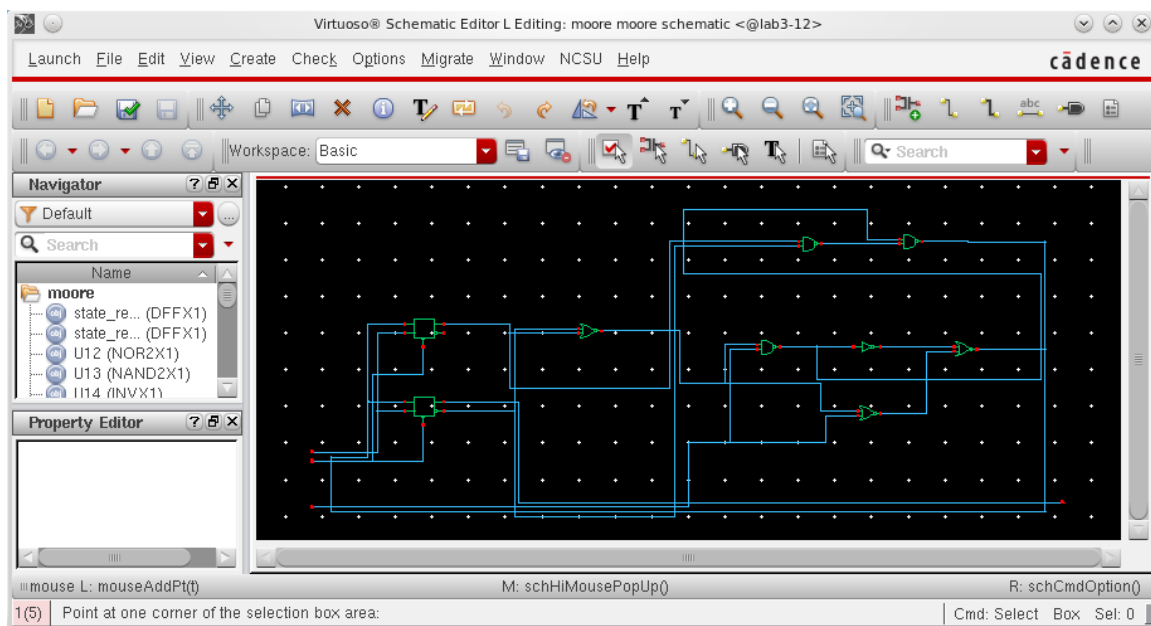 Virtuoso® Schematic Editor L Editing: moore moore schematic <@lab3-12>
Launch File Edit View Create Check Options Migrate Window NCSU Help
cādence
abc
Workspace: Basic
Search
Navigator
Default
Search
Name
moore
state_re... (DFFX1)
state_re... (DFFX1)
U12 (NOR2X1)
U13 (NAND2X1)
U14 (INVX1)
Property Editor
mouse L: mouseAddPt(t) M: schHiMousePopUp() R: schCmdOption()
1(5) Point at one corner of the selection box area: Cmd: Select Box Sel: 0